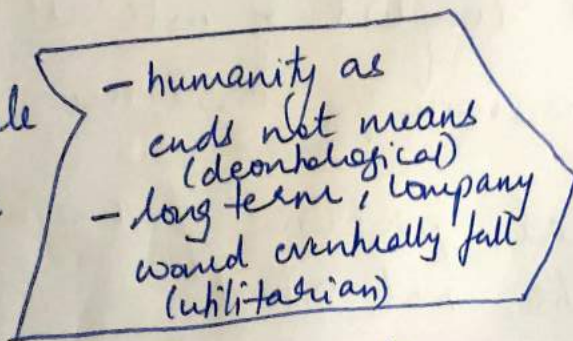 le
- humanity as
ends not means
(deontological)
- long term, company
would eventually fall
(utilitarian)